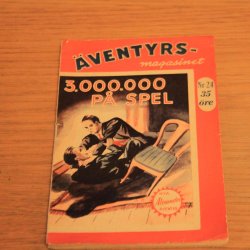 ÄVENTYRS-
magasinet
Nr 24
35
öre
3.000.000
PÅ SPEL